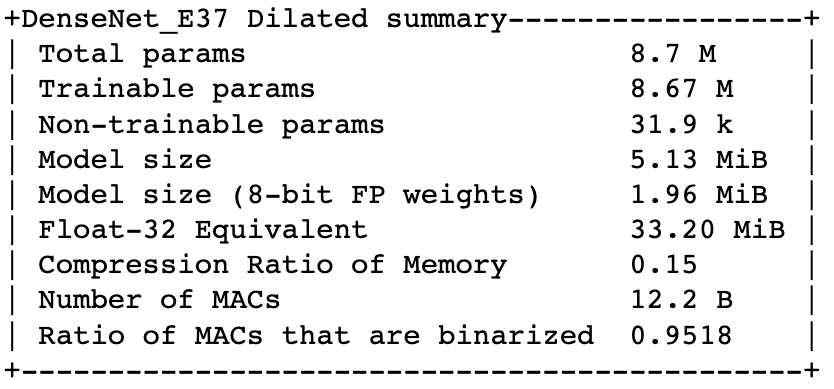 +DenseNet_E37 Dilated summary-----------------+
| Total params                      8.7 M     |
| Trainable params                  8.67 M    |
| Non-trainable params              31.9 k    |
| Model size                        5.13 MiB  |
| Model size (8-bit FP weights)     1.96 MiB  |
| Float-32 Equivalent               33.20 MiB |
| Compression Ratio of Memory       0.15      |
| Number of MACs                    12.2 B    |
| Ratio of MACs that are binarized  0.9518    |
+---------------------------------------------+